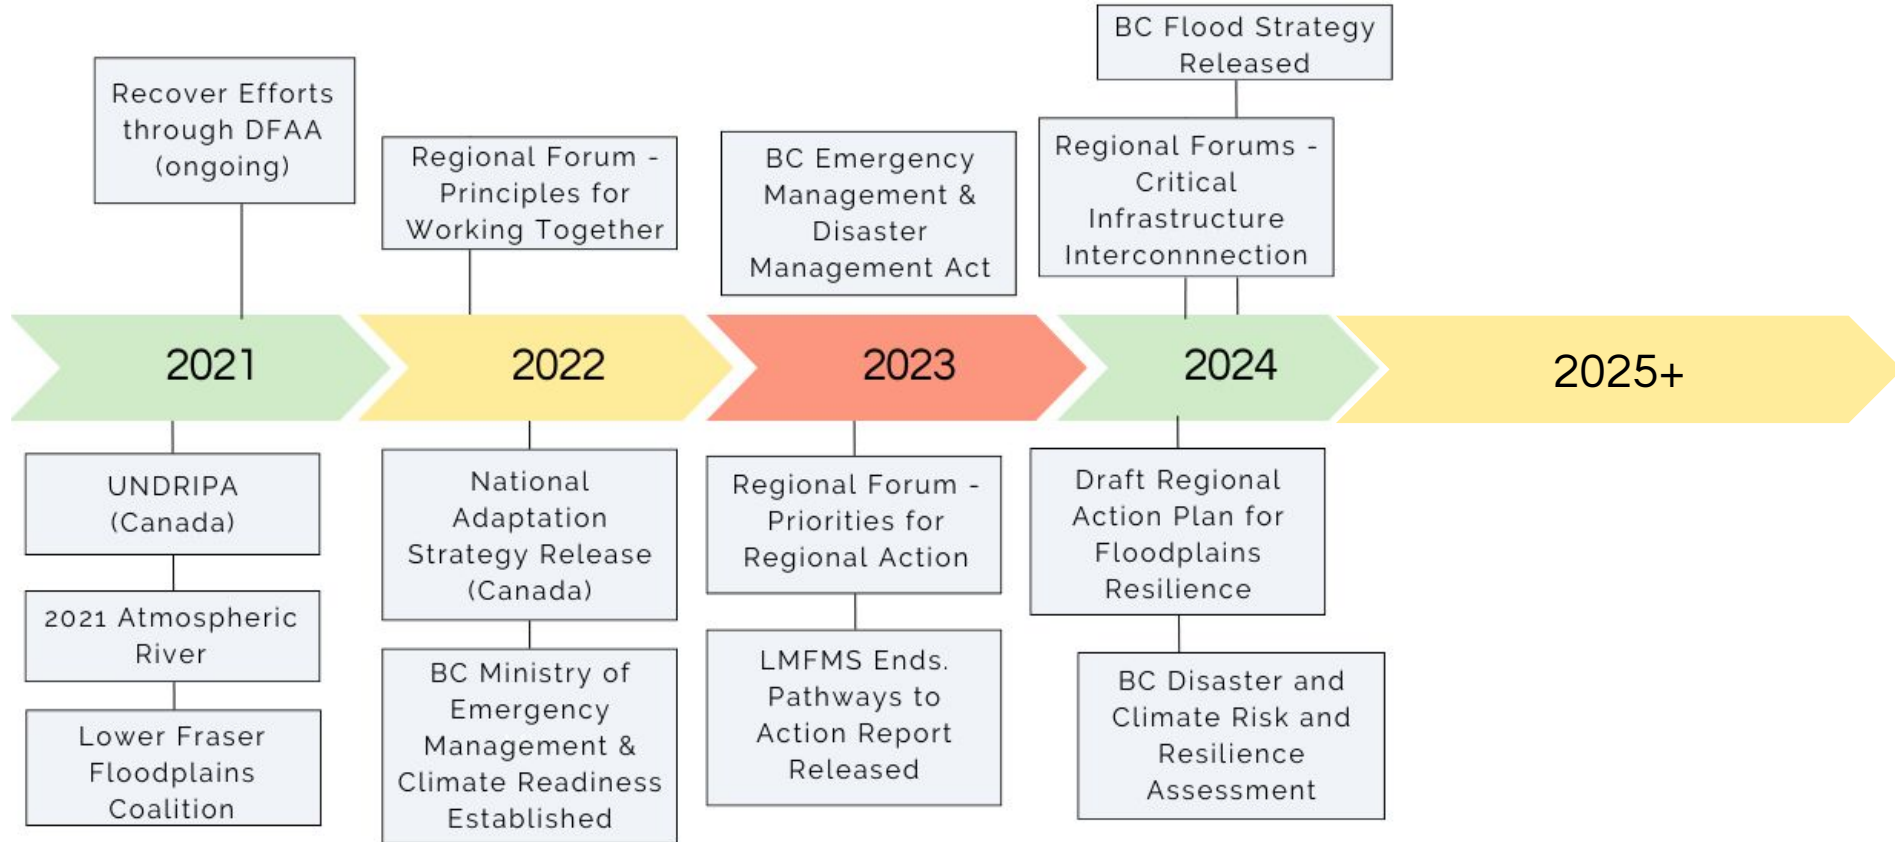 BC Flood Strategy
Released
Recover Efforts
through DFAA
(ongoing)
Regional Forum -
Principles for
Working Together
BC Emergency
Management &
Disaster
Management Act
Regional Forums -
Critical
Infrastructure
Interconnnection
2021
2022
2023
2024
2025+
UNDRIPA
(Canada)
2021 Atmospheric
River
Lower Fraser
Floodplains
Coalition
National
Adaptation
Strategy Release
(Canada)
BC Ministry of
Emergency
Management &
Climate Readiness
Established
Regional Forum -
Priorities for
Regional Action
LMFMS Ends.
Pathways to
Action Report
Released
Draft Regional
Action Plan for
Floodplains
Resilience
BC Disaster and
Climate Risk and
Resilience
Assessment